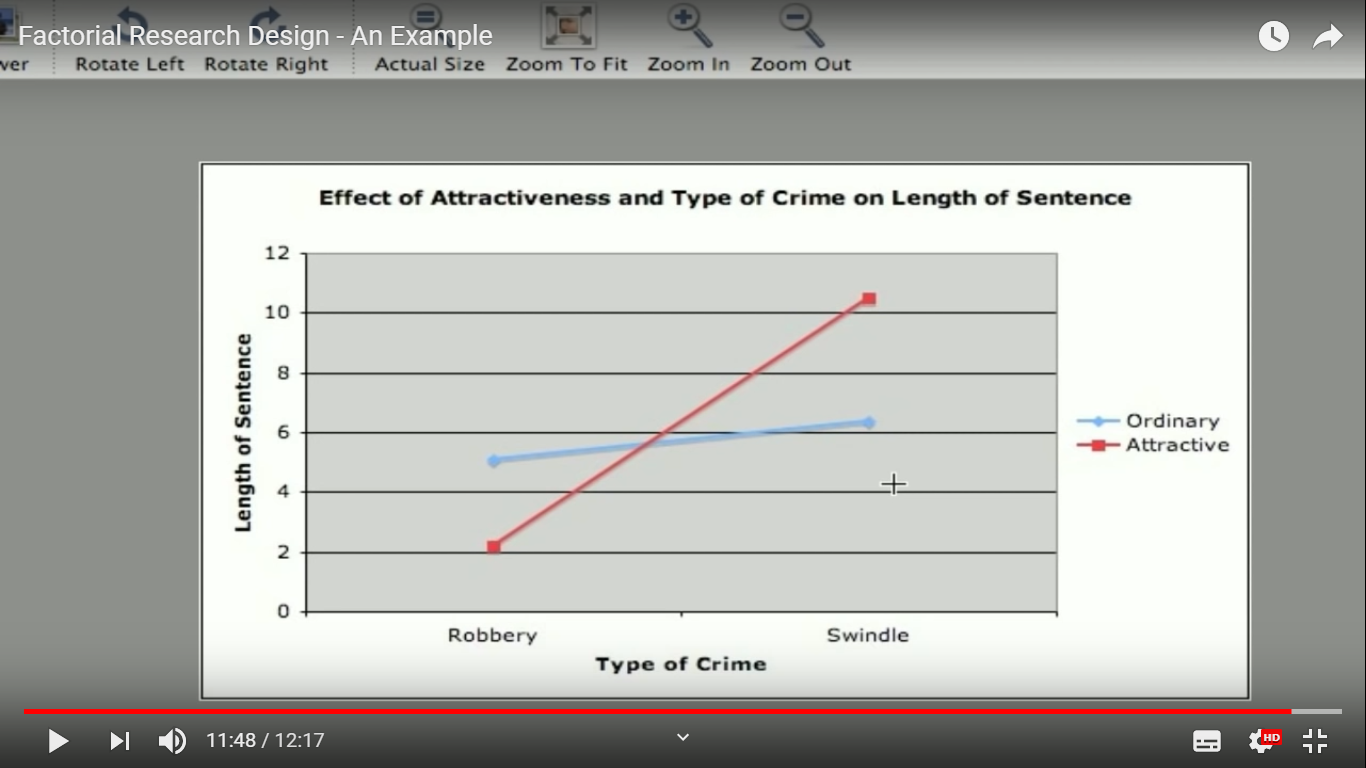 Factorial Research Design - An Example
wer Rotate Left Rotate Right Actual Size Zoom To Fit Zoom In Zoom Out
Effect of Attractiveness and Type of Crime on Length of Sentence
12
10
8
6
4
2
0
Length of Sentence
Ordinary
Attractive
Robbery Swindle
Type of Crime
11:48 / 12:17
HD